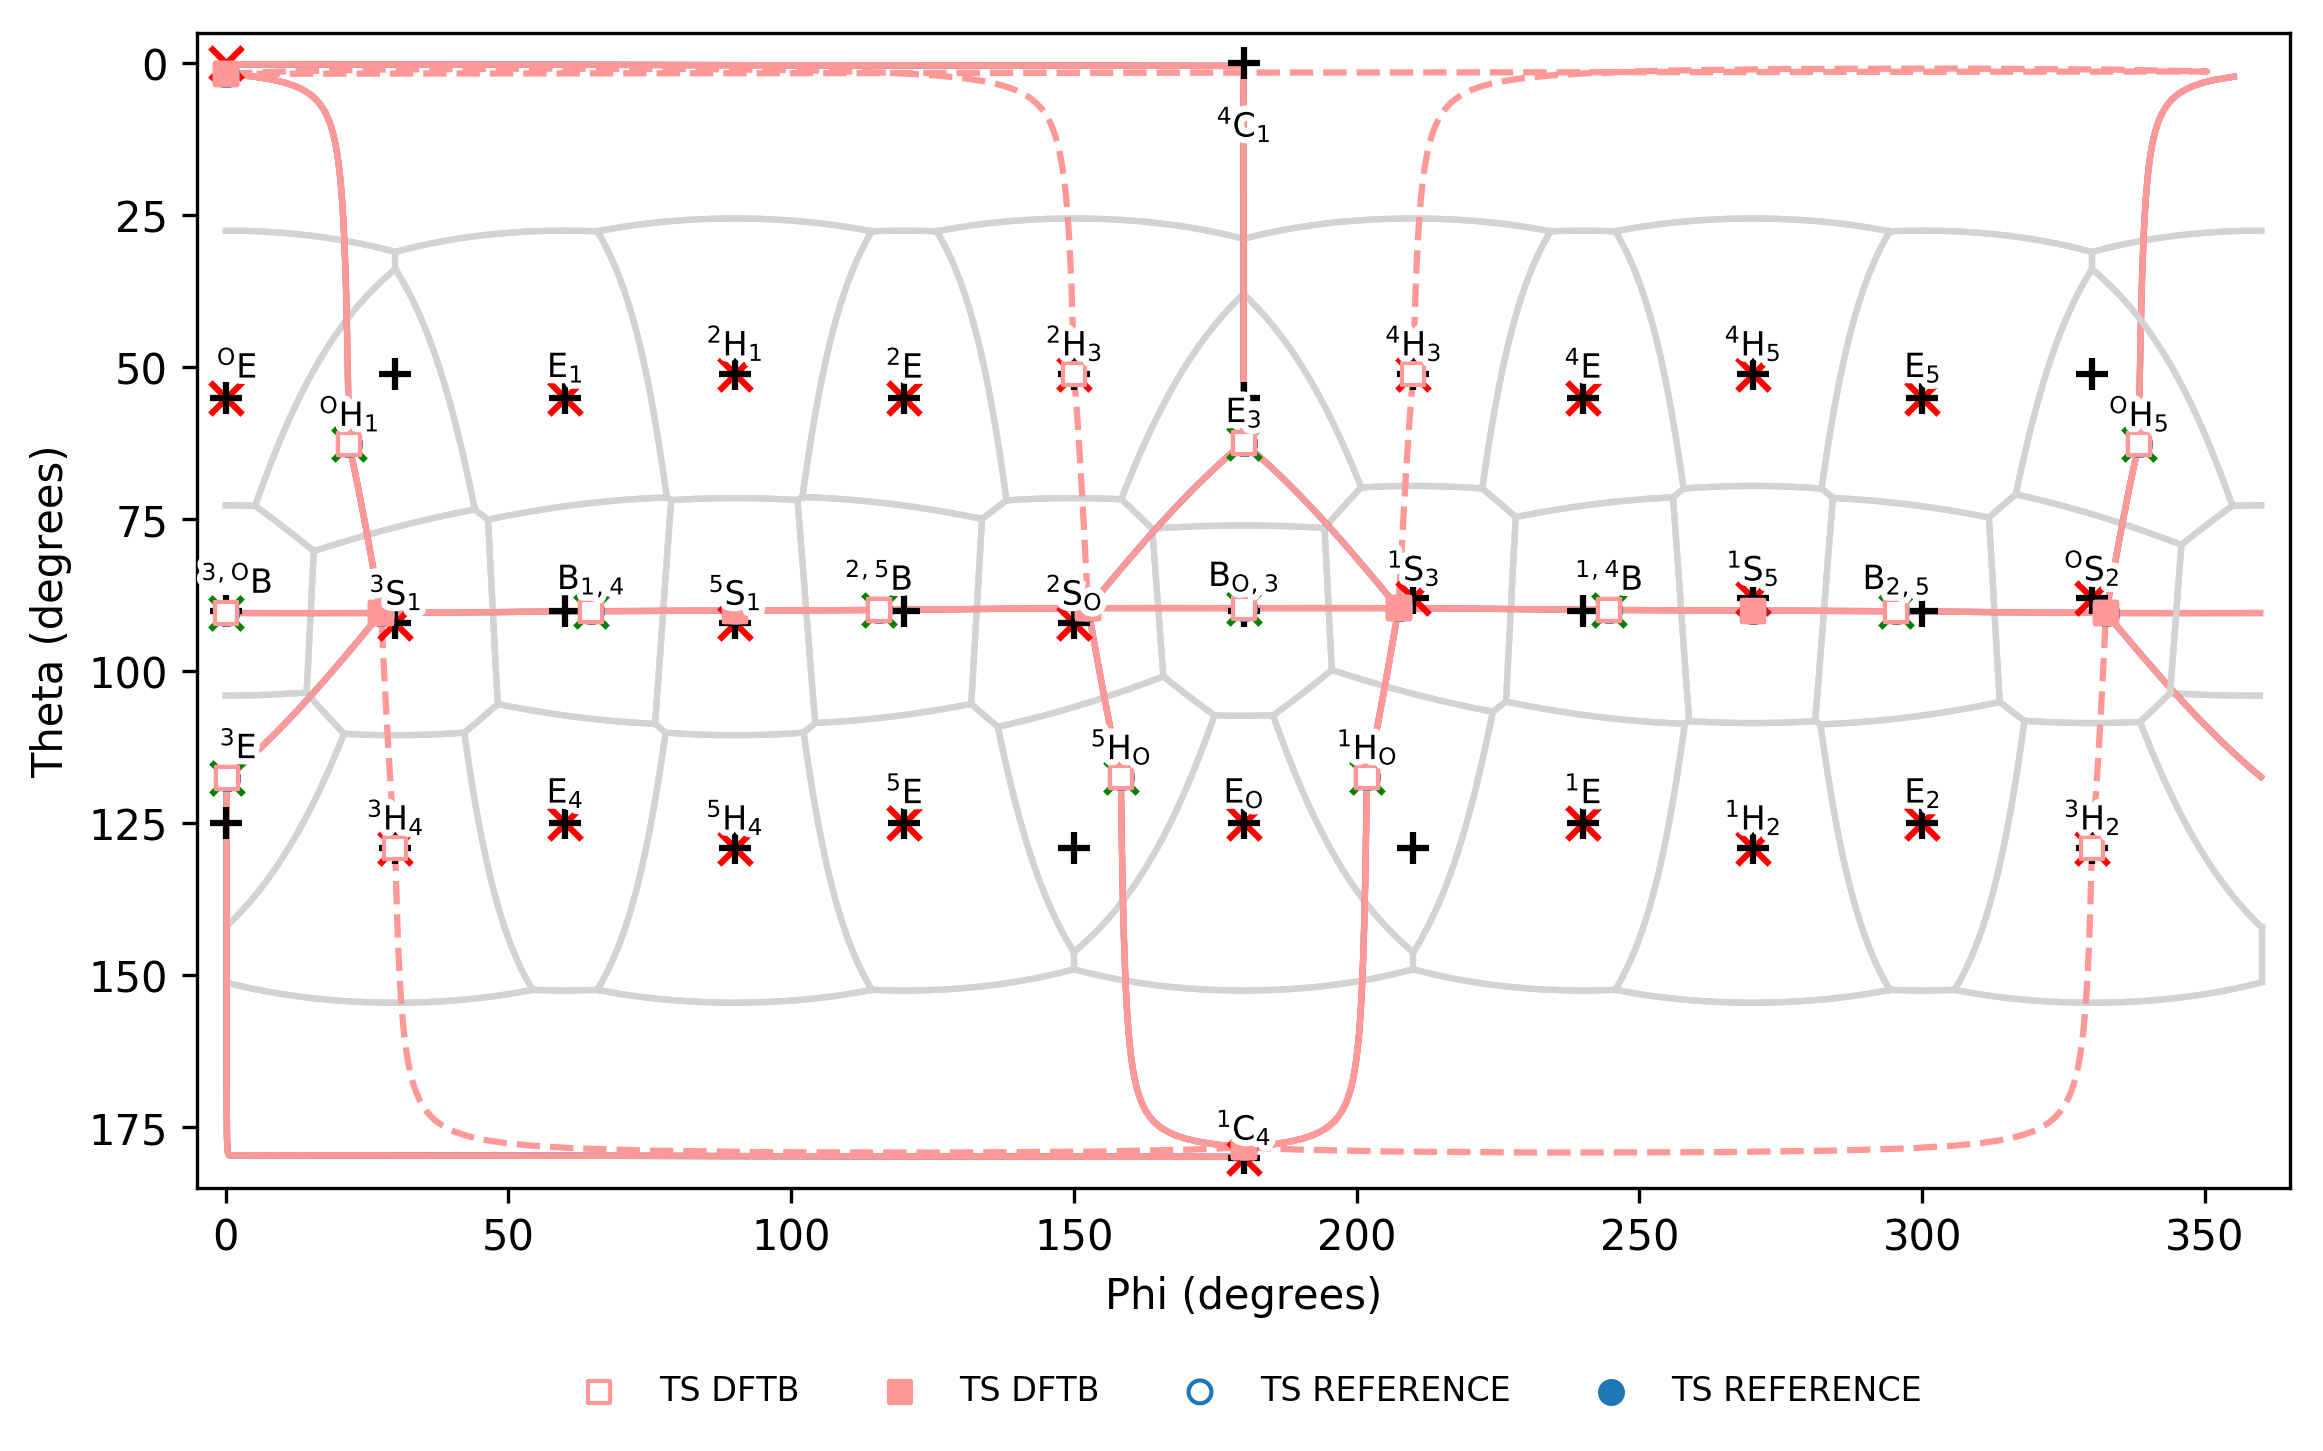 0
⁴C₁
25
50
ᴼE
E₁
²H₁
²E
²H₃
⁴H₃
⁴E
⁴H₅
E₅
ᴼH₁
E₃
ᴼH₅
75
Theta (degrees)
³,ᴼB
³S₁
B₁,₄
⁵S₁
²,⁵B
²Sₒ
Bₒ,₃
¹S₃
¹,⁴B
¹S₅
B₂,₅
ᴼS₂
100
³E
⁵Hₒ
¹Hₒ
125
³H₄
E₄
⁵H₄
⁵E
Eₒ
¹E
¹H₂
E₂
³H₂
150
175
¹C₄
0 50 100 150 200 250 300 350
Phi (degrees)
TS DFTB TS DFTB TS REFERENCE TS REFERENCE